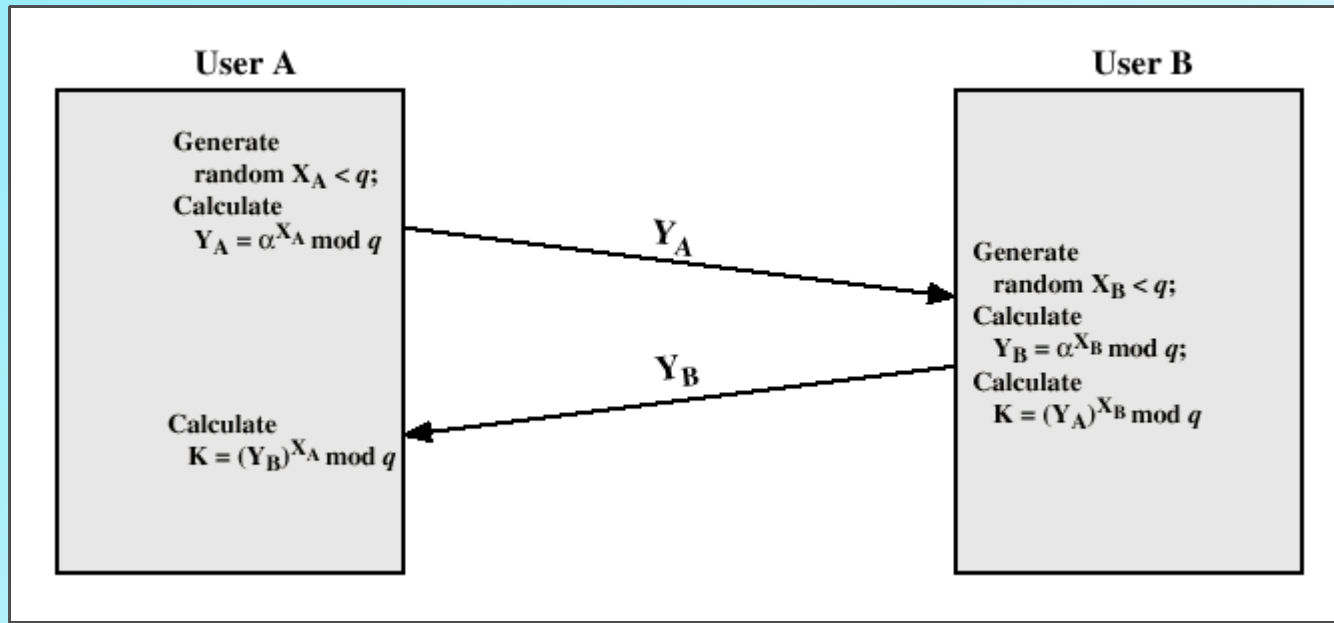 User A
Generate
random X_A < q;
Calculate
Y_A = α^X_A mod q
Calculate
K = (Y_B)^X_A mod q
Y_A
Y_B
User B
Generate
random X_B < q;
Calculate
Y_B = α^X_B mod q;
Calculate
K = (Y_A)^X_B mod q